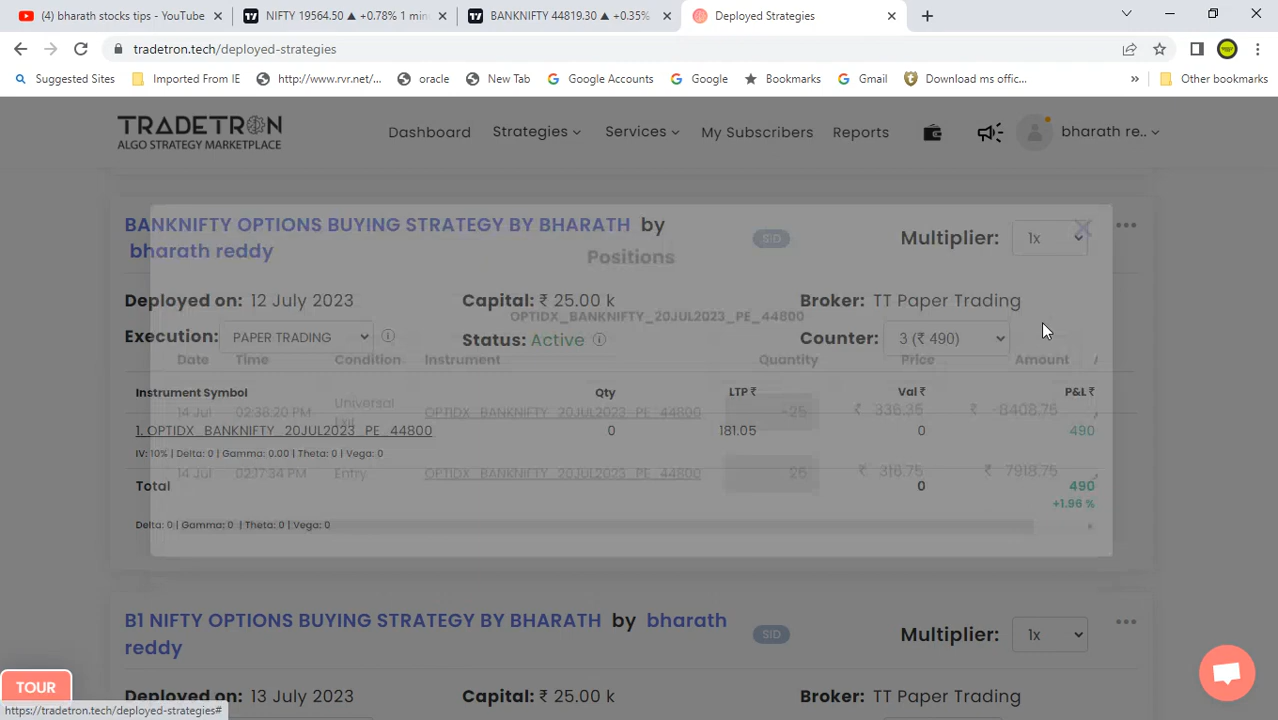 (4) bharath stocks tips - YouTube
NIFTY 19564.50 ▲ +0.78% 1 min
BANKNIFTY 44819.30 ▲ +0.35%
Deployed Strategies
tradetron.tech/deployed-strategies
Suggested Sites
Imported From IE
http://www.rvr.net/...
oracle
New Tab
Google Accounts
Google
Bookmarks
Gmail
Download ms offic...
»
Other bookmarks
TRADETRON
ALGO STRATEGY MARKETPLACE
Dashboard
Strategies
Services
My Subscribers
Reports
bharath re..
BANKNIFTY OPTIONS BUYING STRATEGY BY BHARATH by
bharath reddy
SID
Multiplier: 1x
Positions
Deployed on: 12 July 2023
Capital: ₹ 25.00 k
Broker: TT Paper Trading
OPTIDX_BANKNIFTY_20JUL2023_PE_44800
Execution: PAPER TRADING
Status: Active
Counter: 3 (₹ 490)
Date Time Condition Instrument Quantity Price Amount A
Instrument Symbol Qty LTP ₹ Val ₹ P&L ₹
14 Jul 02:36:20 PM Universal Exit OPTIDX_BANKNIFTY_20JUL2023_PE_44800 -25 ₹ 336.35 ₹ -8408.75
1. OPTIDX_BANKNIFTY_20JUL2023_PE_44800 0 181.05 0 490
IV: 10% | Delta: 0 | Gamma: 0.00 | Theta: 0 | Vega: 0
14 Jul 02:17:34 PM Entry OPTIDX_BANKNIFTY_20JUL2023_PE_44800 25 ₹ 316.75 ₹ 7918.75
Total 0 490
+1.96 %
Delta: 0 | Gamma: 0 | Theta: 0 | Vega: 0
B1 NIFTY OPTIONS BUYING STRATEGY BY BHARATH by bharath
reddy
SID
Multiplier: 1x
TOUR
Deployed on: 13 July 2023
Capital: ₹ 25.00 k
Broker: TT Paper Trading
https://tradetron.tech/deployed-strategies#